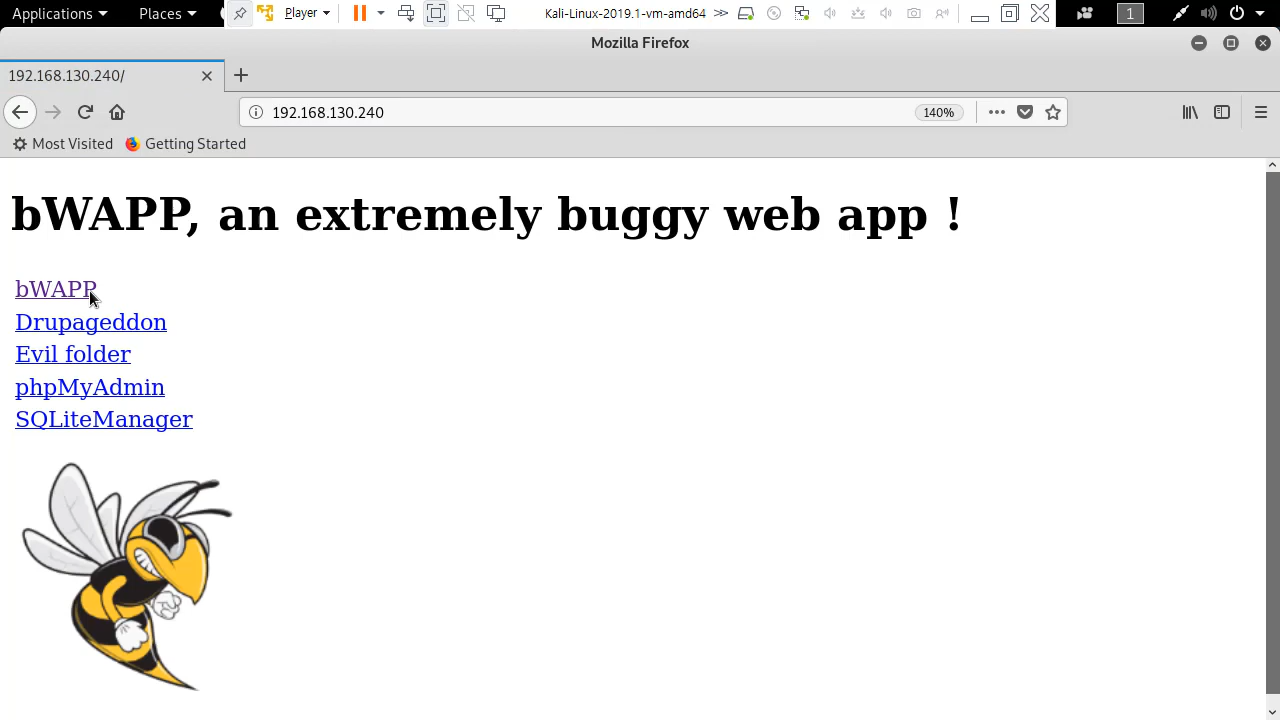 Applications Places Player Kali-Linux-2019.1-vm-amd64 1
Mozilla Firefox
192.168.130.240/
192.168.130.240 140%
Most Visited Getting Started
bWAPP, an extremely buggy web app !
bWAPP
Drupageddon
Evil folder
phpMyAdmin
SQLiteManager